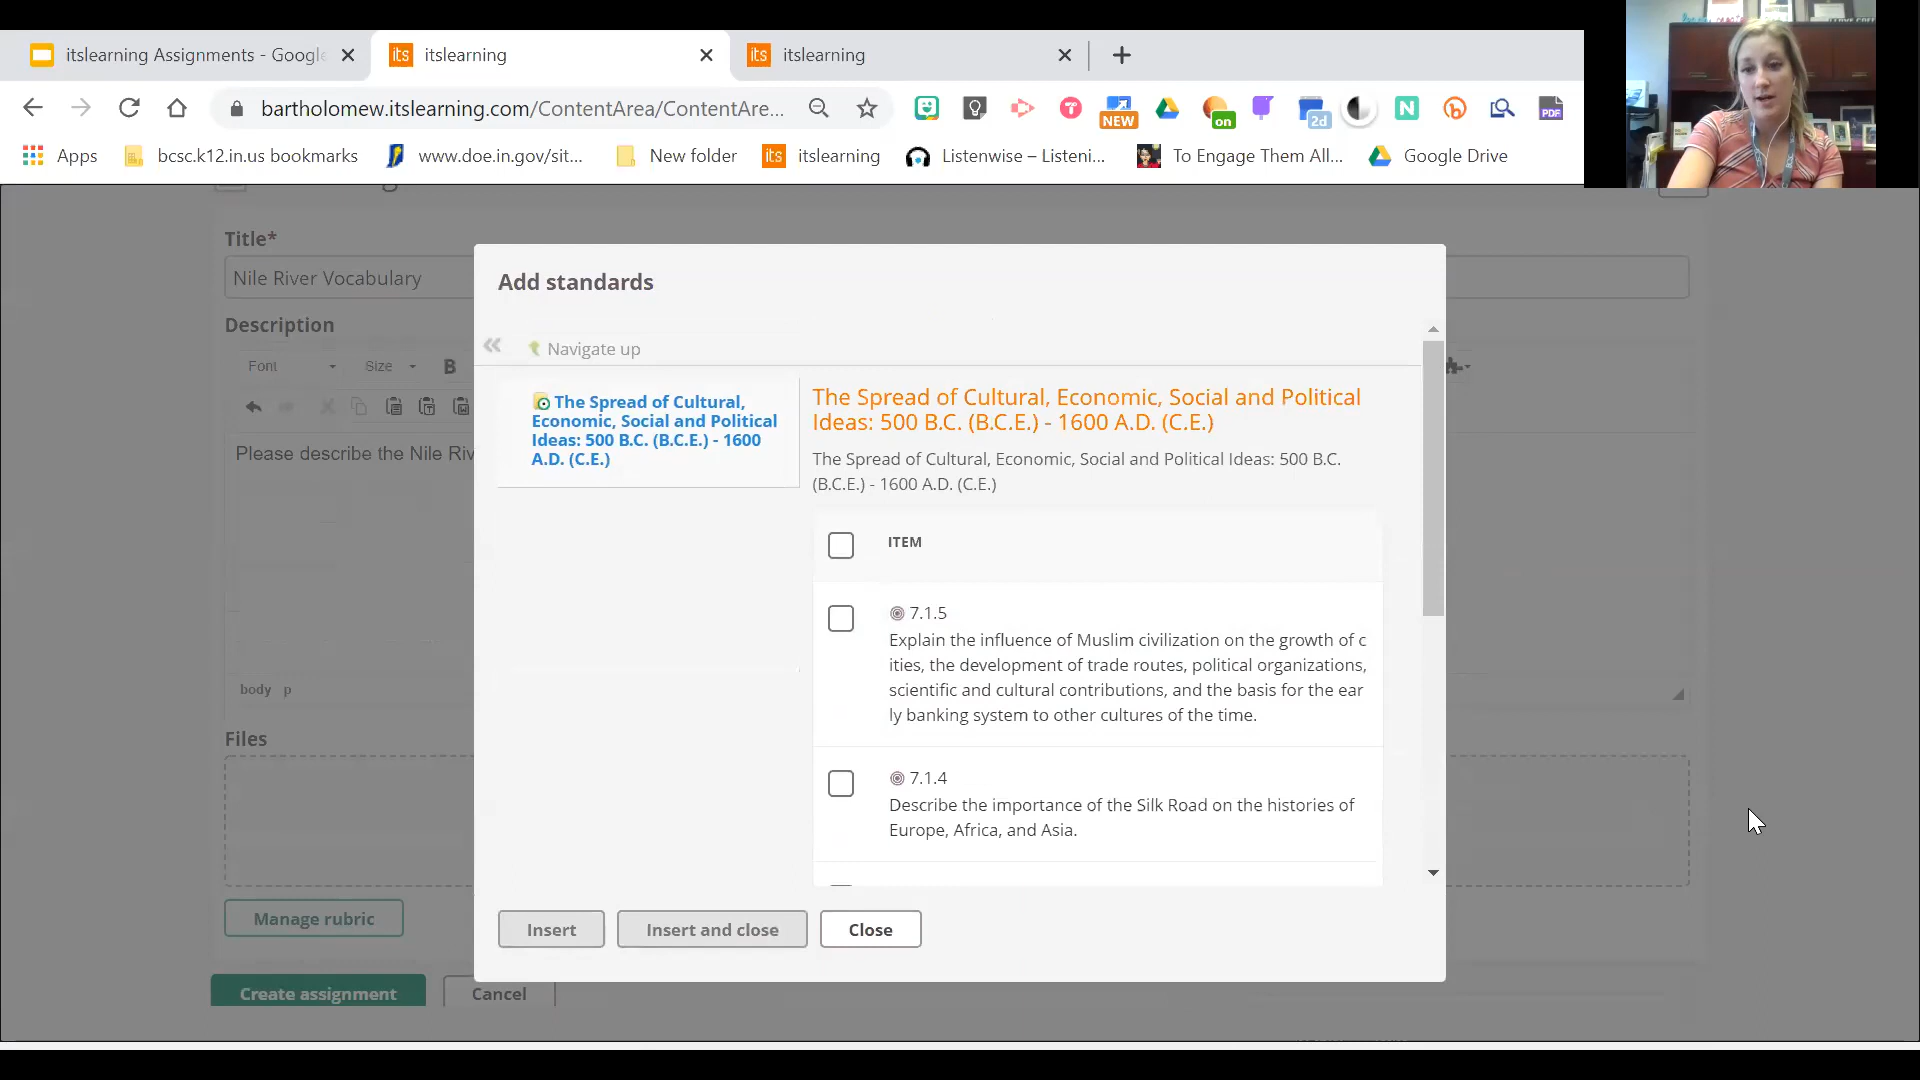 itslearning Assignments - Google
itslearning
itslearning
bartholomew.itslearning.com/ContentArea/ContentAre...
NEW
on
2d
PDF
Apps
bcsc.k12.in.us bookmarks
www.doe.in.gov/sit...
New folder
its
itslearning
Listenwise – Listeni...
To Engage Them All...
Google Drive
Title*
Nile River Vocabulary
Description
Font
Size
B
Please describe the Nile Riv
body p
Files
Manage rubric
Create assignment
Cancel
Add standards
Navigate up
The Spread of Cultural,
Economic, Social and Political
Ideas: 500 B.C. (B.C.E.) - 1600
A.D. (C.E.)
The Spread of Cultural, Economic, Social and Political
Ideas: 500 B.C. (B.C.E.) - 1600 A.D. (C.E.)
The Spread of Cultural, Economic, Social and Political Ideas: 500 B.C.
(B.C.E.) - 1600 A.D. (C.E.)
ITEM
7.1.5
Explain the influence of Muslim civilization on the growth of c
ities, the development of trade routes, political organizations,
scientific and cultural contributions, and the basis for the ear
ly banking system to other cultures of the time.
7.1.4
Describe the importance of the Silk Road on the histories of
Europe, Africa, and Asia.
Insert
Insert and close
Close